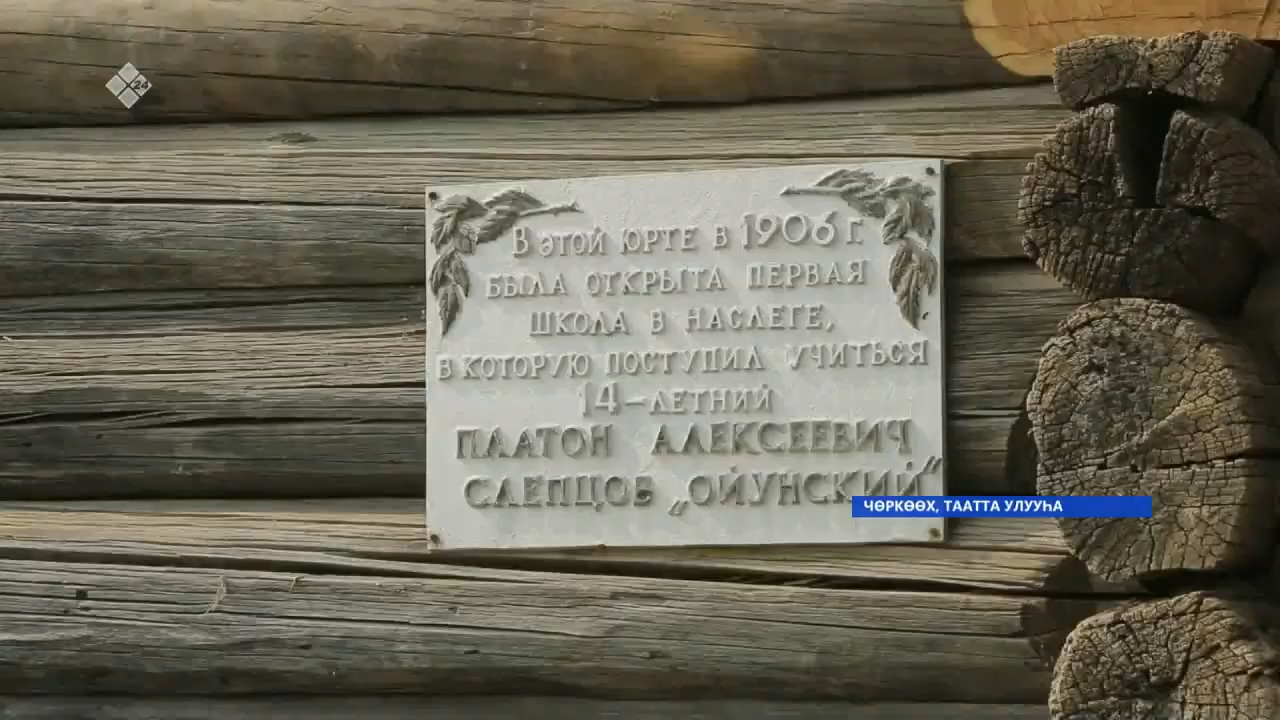 24
В ЭТОЙ ЮРТЕ В 1906 Г.
БЫЛА ОТКРЫТА ПЕРВАЯ
ШКОЛА В НАСЛЕГЕ,
В КОТОРУЮ ПОСТУПИЛ УЧИТЬСЯ
14-ЛЕТНИЙ
ПЛАТОН АЛЕКСЕЕВИЧ
СЛЕПЦОВ „ОЙУНСКИЙ“
ЧӨРКӨӨХ, ТААТТА УЛУУҺА